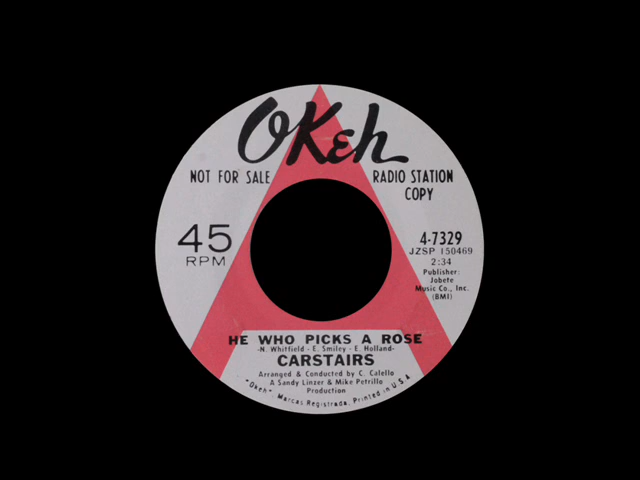 OKeh
NOT FOR SALE
RADIO STATION
COPY
45
RPM
4-7329
JZSP 150469
2:34
Publisher:
Jobete
Music Co., Inc.
(BMI)
HE WHO PICKS A ROSE
-N. Whitfield - E. Smiley - E. Holland-
CARSTAIRS
Arranged & Conducted by C. Calello
A Sandy Linzer & Mike Petrillo
Production
"Okeh" - Marcas Registrada. Printed in U.S.A.